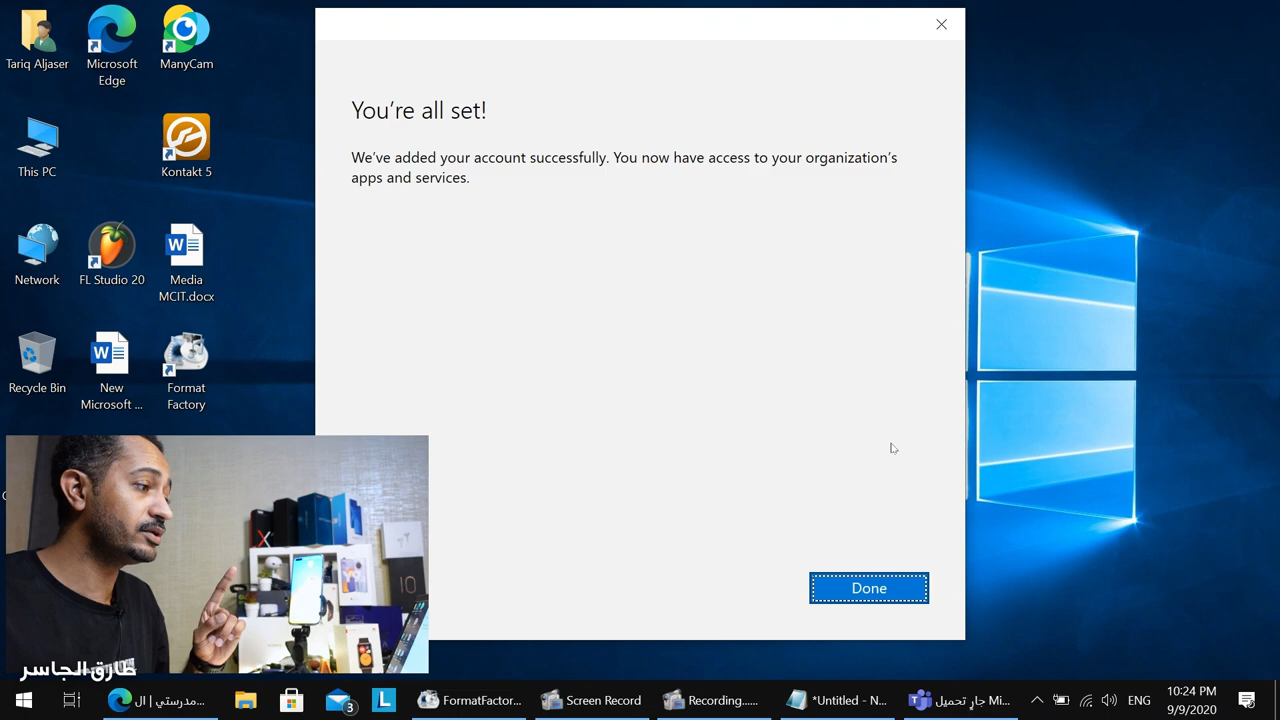 Tariq Aljaser
Microsoft
Edge
ManyCam
This PC
Kontakt 5
Network
FL Studio 20
Media
MCIT.docx
Recycle Bin
New
Microsoft ...
Format
Factory
You're all set!
We've added your account successfully. You now have access to your organization's
apps and services.
Done
10
طارق الجاسر
مدرستي | ال...
3
L
FormatFactor...
Screen Record
Recording......
*Untitled - N...
جارٍ تحميل Mi...
ENG
10:24 PM
9/9/2020